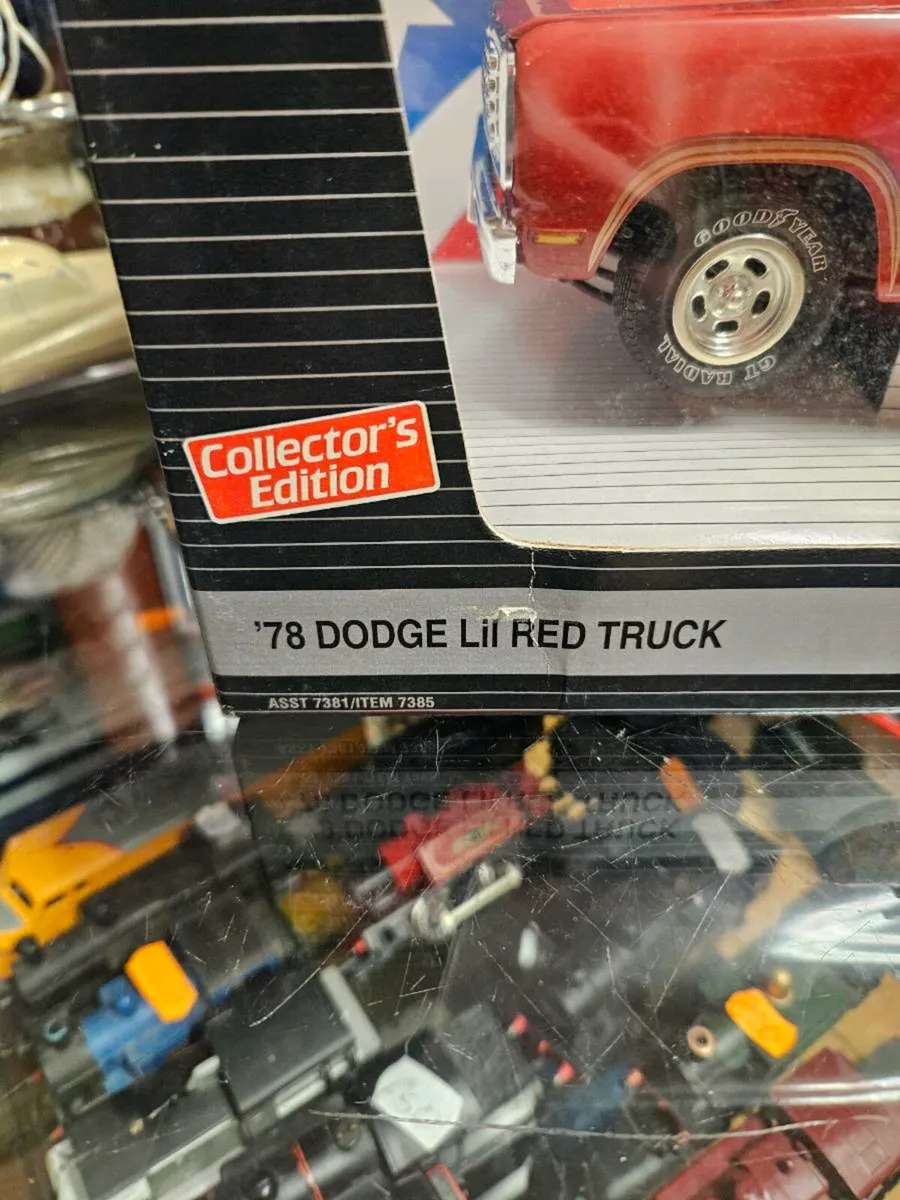 GOODYEAR
GT RADIAL
Collector's
Edition
'78 DODGE Lil RED TRUCK
ASST 7381/ITEM 7385